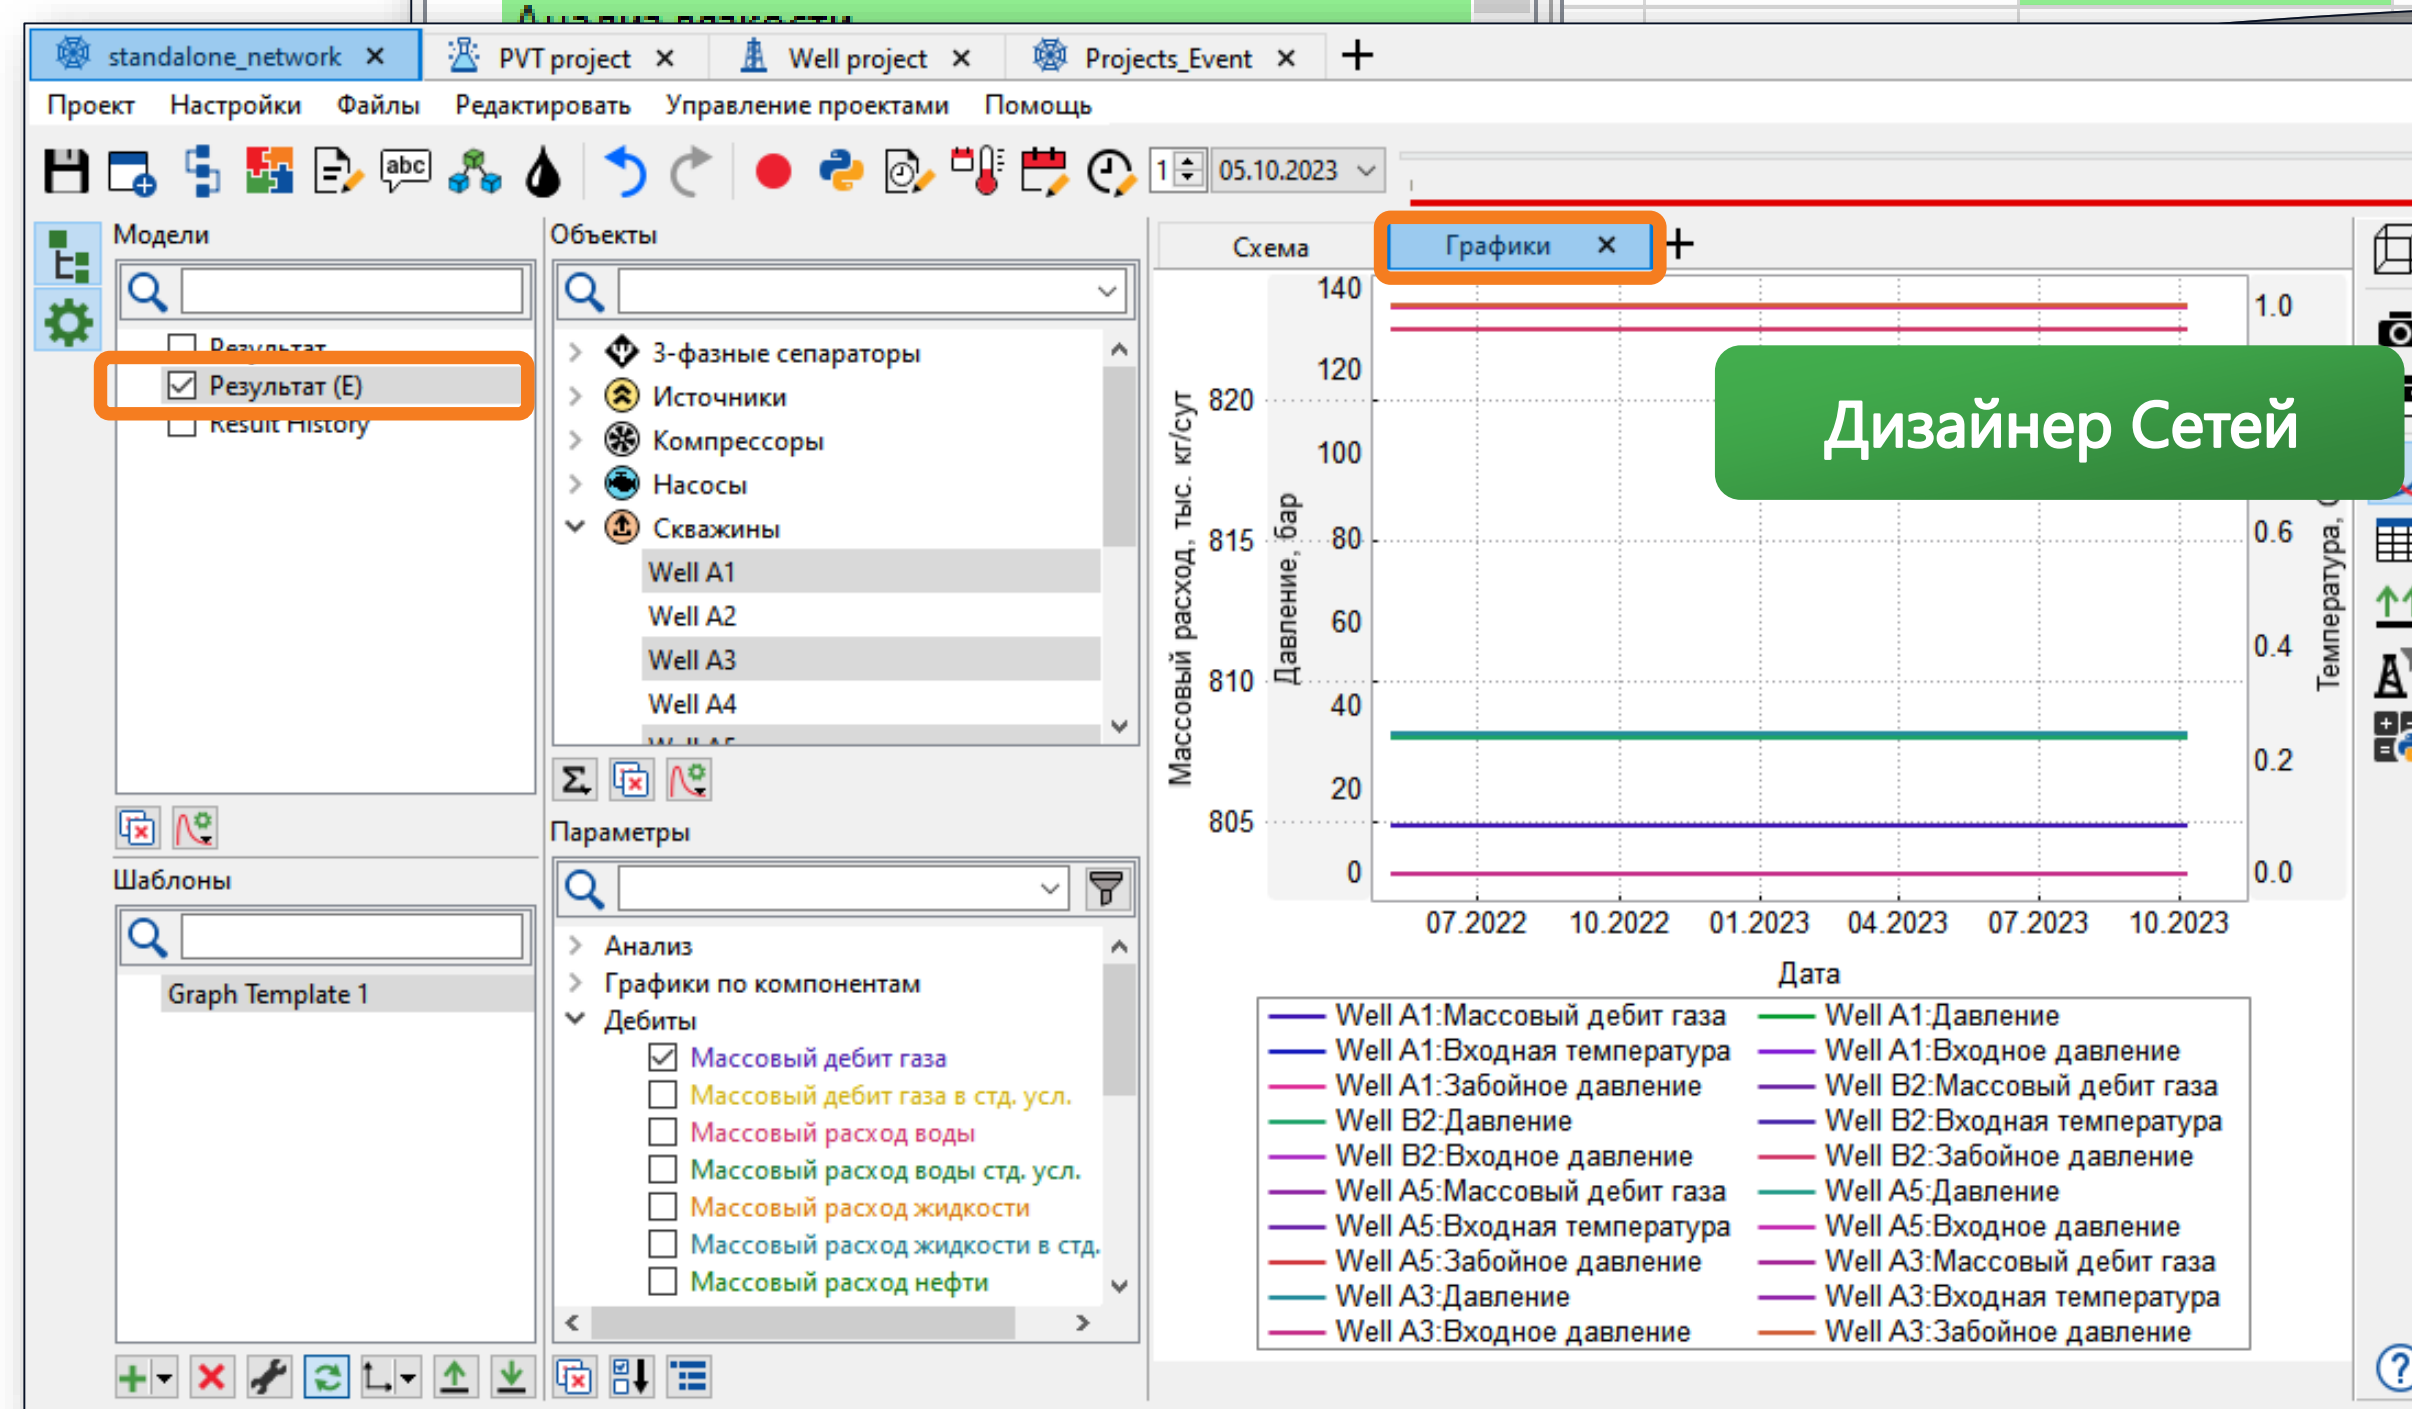 Анализ вязкости
standalone_network
PVT project
Well project
Projects_Event
Проект Настройки Файлы Редактировать Управление проектами Помощь
abc
1
05.10.2023
Модели
Результат
Результат (E)
Result History
Шаблоны
Graph Template 1
Объекты
3-фазные сепараторы
Источники
Компрессоры
Насосы
Скважины
Well A1
Well A2
Well A3
Well A4
Well A5
Параметры
Анализ
Графики по компонентам
Дебиты
Массовый дебит газа
Массовый дебит газа в стд. усл.
Массовый расход воды
Массовый расход воды стд. усл.
Массовый расход жидкости
Массовый расход жидкости в стд.
Массовый расход нефти
Схема
Графики
Дизайнер Сетей
Массовый расход, тыс. кг/сут
820
815
810
805
Давление, бар
140
120
100
80
60
40
20
0
1.0
0.6
0.4
0.2
0.0
Температура,
07.2022 10.2022 01.2023 04.2023 07.2023 10.2023
Дата
Well A1:Массовый дебит газа Well A1:Давление
Well A1:Входная температура Well A1:Входное давление
Well A1:Забойное давление Well B2:Массовый дебит газа
Well B2:Давление Well B2:Входная температура
Well B2:Входное давление Well B2:Забойное давление
Well A5:Массовый дебит газа Well A5:Давление
Well A5:Входная температура Well A5:Входное давление
Well A5:Забойное давление Well A3:Массовый дебит газа
Well A3:Давление Well A3:Входная температура
Well A3:Входное давление Well A3:Забойное давление